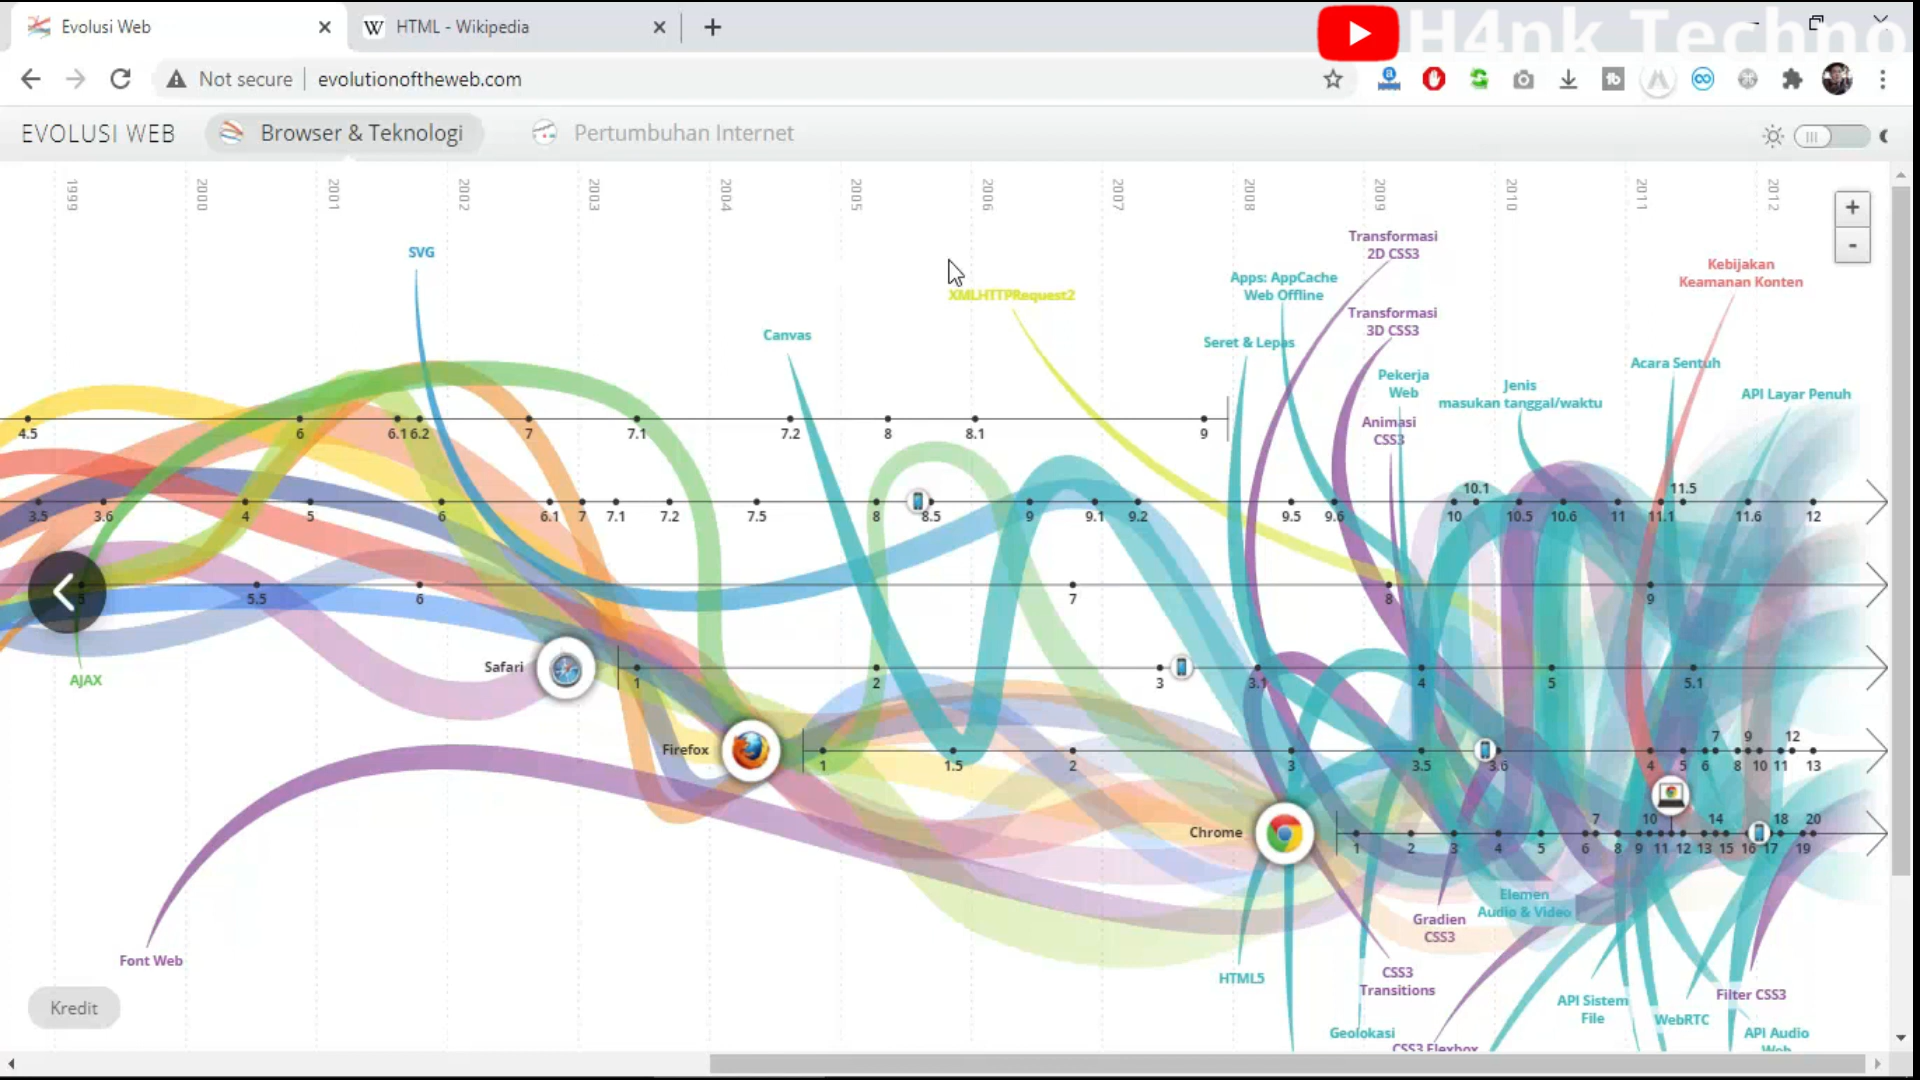 Evolusi Web
HTML - Wikipedia
H4nk Techno
Not secure
evolutionoftheweb.com
EVOLUSI WEB
Browser & Teknologi
Pertumbuhan Internet
1999
2000
2001
2002
2003
2004
2005
2006
2007
2008
2009
2010
2011
2012
+
-
SVG
Transformasi
2D CSS3
Kebijakan
Keamanan Konten
Apps: AppCache
Web Offline
XMLHTTPRequest2
Transformasi
3D CSS3
Canvas
Seret & Lepas
Acara Sentuh
Pekerja
Web
Jenis
masukan tanggal/waktu
API Layar Penuh
Animasi
CSS3
4.5 6 6.1 6.2 7 7.1 7.2 8 8.1 9
10.1 11.5
3.5 3.6 4 5 6 6.1 7 7.1 7.2 7.5 8 8.5 9 9.1 9.2 9.5 9.6 10 10.5 10.6 11 11.1 11.6 12
5 5.5 6 7 8 9
Safari
1 2 3 3.1 4 5 5.1
AJAX
7 9 12
Firefox
1 1.5 2 3 3.5 3.6 4 5 6 8 10 11 13
7 10 14 18 20
Chrome
1 2 3 4 5 6 8 9 11 12 13 15 16 17 19
Elemen
Audio & Video
Gradien
CSS3
Font Web
HTML5
CSS3
Transitions
Filter CSS3
API Sistem
File
WebRTC
Kredit
Geolokasi
API Audio
Web
CSS3 Flexbox